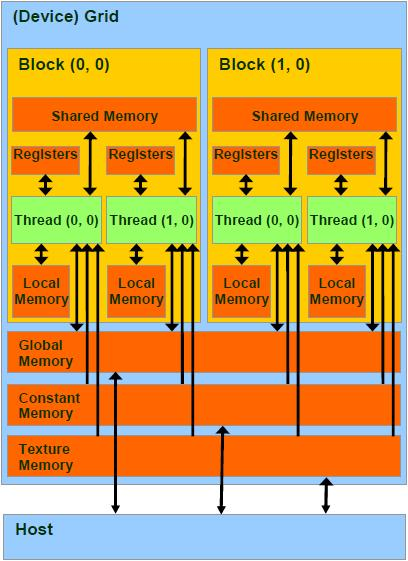 (Device) Grid
Block (0, 0)
Shared Memory
Registers
Registers
Thread (0, 0)
Thread (1, 0)
Local
Memory
Local
Memory
Block (1, 0)
Shared Memory
Registers
Registers
Thread (0, 0)
Thread (1, 0)
Local
Memory
Local
Memory
Global
Memory
Constant
Memory
Texture
Memory
Host